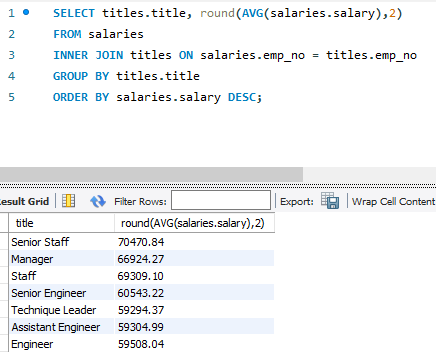 1 SELECT titles.title, round(AVG(salaries.salary),2)
2 FROM salaries
3 INNER JOIN titles ON salaries.emp_no = titles.emp_no
4 GROUP BY titles.title
5 ORDER BY salaries.salary DESC;
esult Grid Filter Rows: Export: Wrap Cell Content
title round(AVG(salaries.salary),2)
Senior Staff 70470.84
Manager 66924.27
Staff 69309.10
Senior Engineer 60543.22
Technique Leader 59294.37
Assistant Engineer 59304.99
Engineer 59508.04